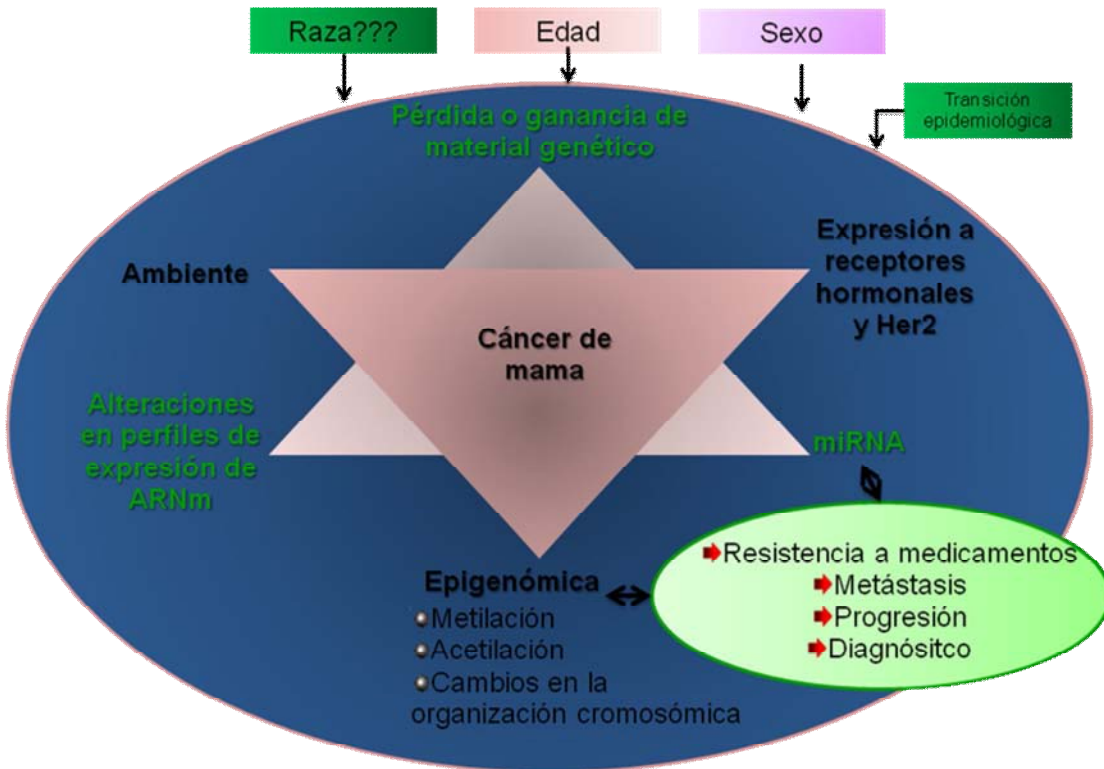 Raza???
Edad
Sexo
Transición
epidemiológica
Pérdida o ganancia de
material genético
Ambiente
Expresión a
receptores
hormonales
y Her2
Cáncer de
mama
Alteraciones
en perfiles de
expresión de
ARNm
miRNA
Resistencia a medicamentos
Metástasis
Progresión
Diagnósitco
Epigenómica
Metilación
Acetilación
Cambios en la
organización cromosómica